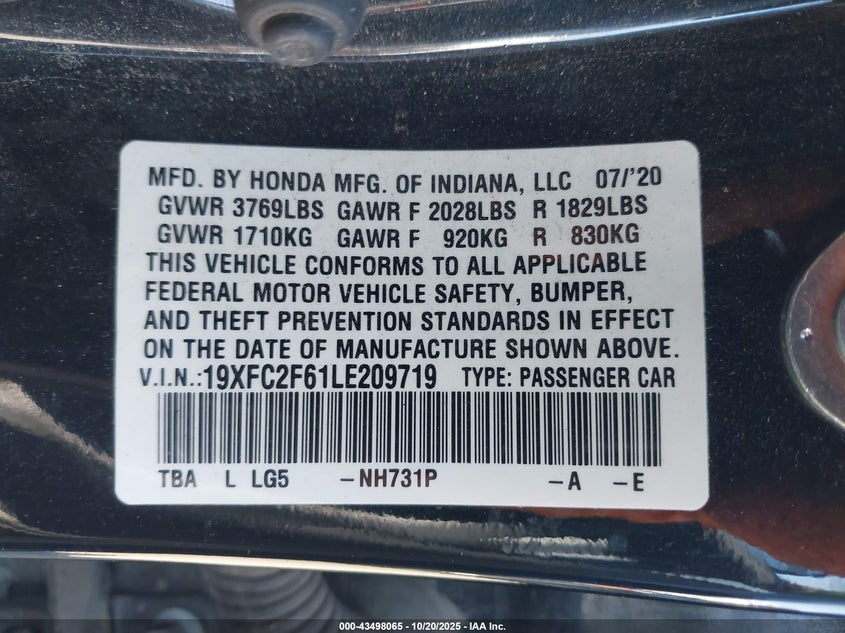 MFD. BY HONDA MFG. OF INDIANA, LLC 07/'20
GVWR 3769LBS GAWR F 2028LBS R 1829LBS
GVWR 1710KG GAWR F 920KG R 830KG
THIS VEHICLE CONFORMS TO ALL APPLICABLE
FEDERAL MOTOR VEHICLE SAFETY, BUMPER,
AND THEFT PREVENTION STANDARDS IN EFFECT
ON THE DATE OF MANUFACTURE SHOWN ABOVE.
V.I.N.:19XFC2F61LE209719 TYPE: PASSENGER CAR
TBA L LG5 -NH731P -A -E
000-43498065 | 10/20/2025 | IAA Inc.